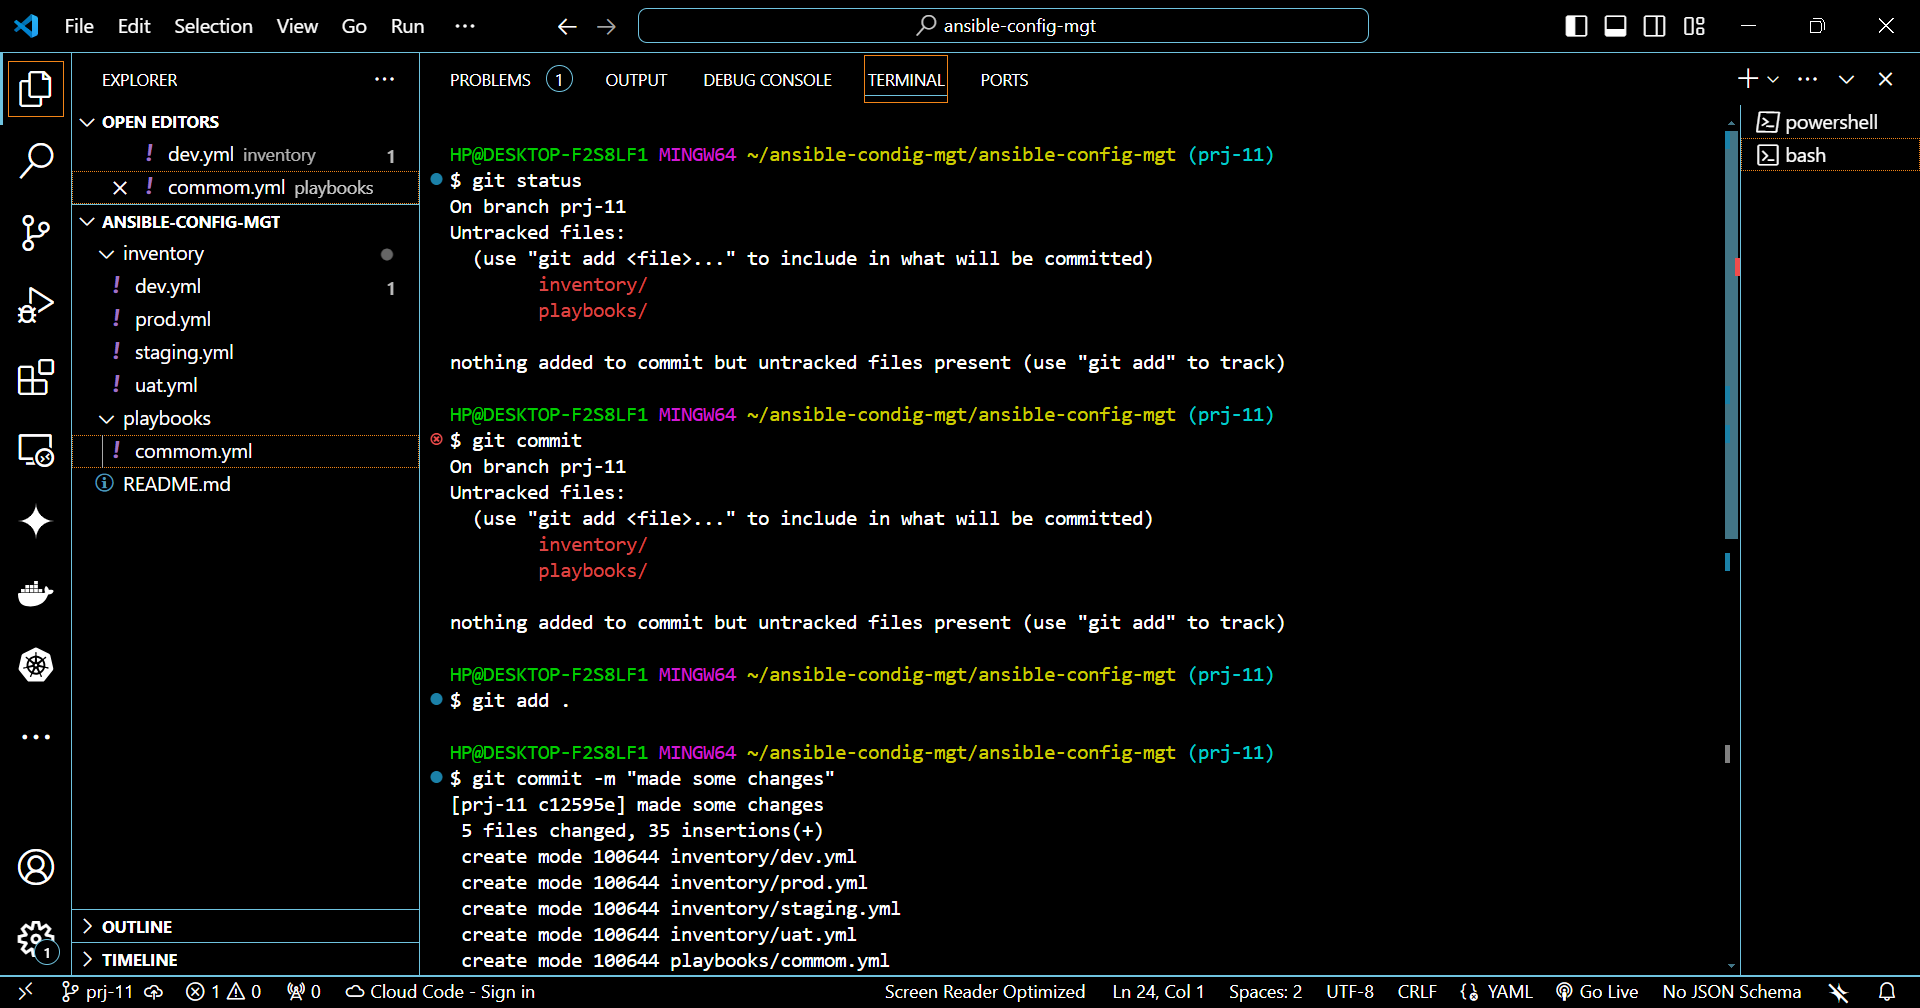 File Edit Selection View Go Run ··· ansible-config-mgt
EXPLORER ···
OPEN EDITORS
! dev.yml inventory 1
! commom.yml playbooks
ANSIBLE-CONFIG-MGT
inventory
! dev.yml 1
! prod.yml
! staging.yml
! uat.yml
playbooks
! commom.yml
README.md
OUTLINE
TIMELINE
1
PROBLEMS 1 OUTPUT DEBUG CONSOLE TERMINAL PORTS
HP@DESKTOP-F2S8LF1 MINGW64 ~/ansible-condig-mgt/ansible-config-mgt (prj-11)
$ git status
On branch prj-11
Untracked files:
(use "git add <file>..." to include in what will be committed)
inventory/
playbooks/
nothing added to commit but untracked files present (use "git add" to track)
HP@DESKTOP-F2S8LF1 MINGW64 ~/ansible-condig-mgt/ansible-config-mgt (prj-11)
$ git commit
On branch prj-11
Untracked files:
(use "git add <file>..." to include in what will be committed)
inventory/
playbooks/
nothing added to commit but untracked files present (use "git add" to track)
HP@DESKTOP-F2S8LF1 MINGW64 ~/ansible-condig-mgt/ansible-config-mgt (prj-11)
$ git add .
HP@DESKTOP-F2S8LF1 MINGW64 ~/ansible-condig-mgt/ansible-config-mgt (prj-11)
$ git commit -m "made some changes"
[prj-11 c12595e] made some changes
5 files changed, 35 insertions(+)
create mode 100644 inventory/dev.yml
create mode 100644 inventory/prod.yml
create mode 100644 inventory/staging.yml
create mode 100644 inventory/uat.yml
create mode 100644 playbooks/commom.yml
powershell
bash
prj-11 1 0 0 Cloud Code - Sign in Screen Reader Optimized Ln 24, Col 1 Spaces: 2 UTF-8 CRLF YAML Go Live No JSON Schema